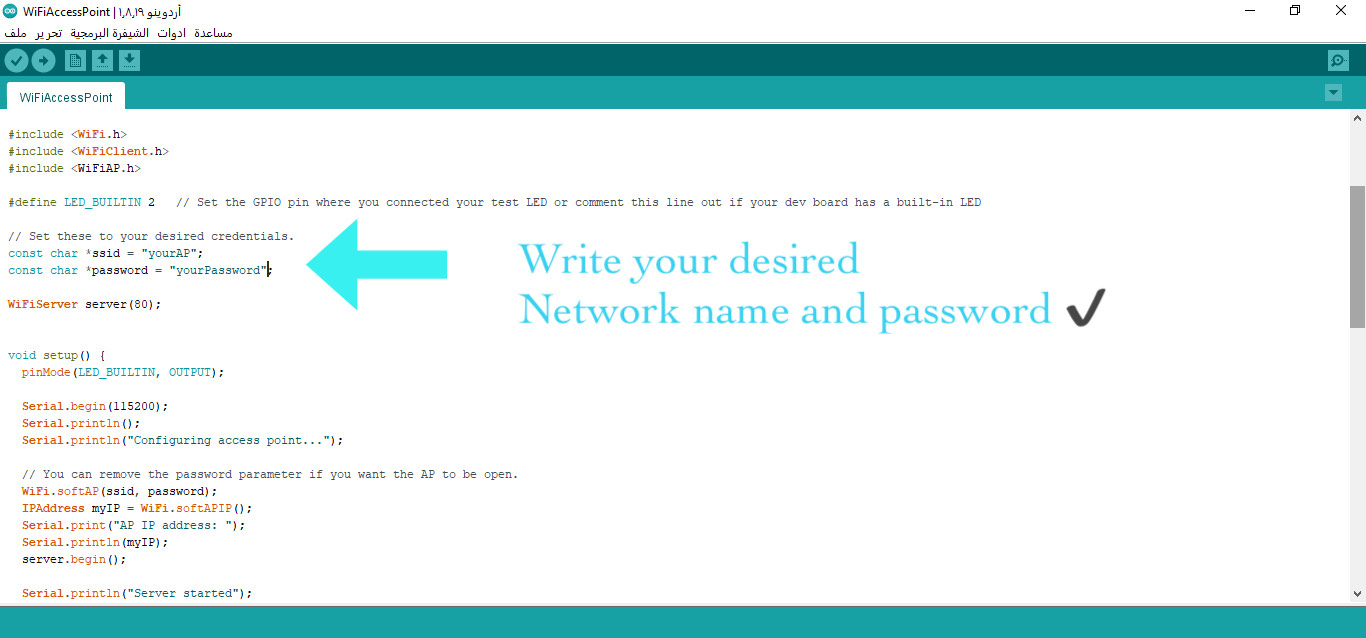 WiFiAccessPoint | أردوينو ١,٨,١٩
ملف تحرير الشيفرة البرمجية ادوات مساعدة
WiFiAccessPoint
#include <WiFi.h>
#include <WiFiClient.h>
#include <WiFiAP.h>
#define LED_BUILTIN 2   // Set the GPIO pin where you connected your test LED or comment this line out if your dev board has a built-in LED
// Set these to your desired credentials.
const char *ssid = "yourAP";
const char *password = "yourPassword";
Write your desired
Network name and password ✔
WiFiServer server(80);
void setup() {
  pinMode(LED_BUILTIN, OUTPUT);
  Serial.begin(115200);
  Serial.println();
  Serial.println("Configuring access point...");
  // You can remove the password parameter if you want the AP to be open.
  WiFi.softAP(ssid, password);
  IPAddress myIP = WiFi.softAPIP();
  Serial.print("AP IP address: ");
  Serial.println(myIP);
  server.begin();
  Serial.println("Server started");